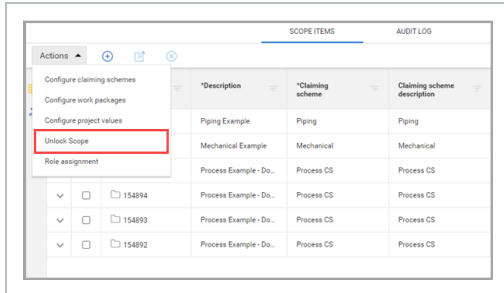 SCOPE ITEMS AUDIT LOG
Actions
Configure claiming schemes
Configure work packages
Configure project values
Unlock Scope
Role assignment
*Description *Claiming scheme Claiming scheme description
Piping Example Piping Piping
Mechanical Example Mechanical Mechanical
Process Example - Do... Process CS Process CS
154894 Process Example - Do... Process CS Process CS
154893 Process Example - Do... Process CS Process CS
154892 Process Example - Do... Process CS Process CS